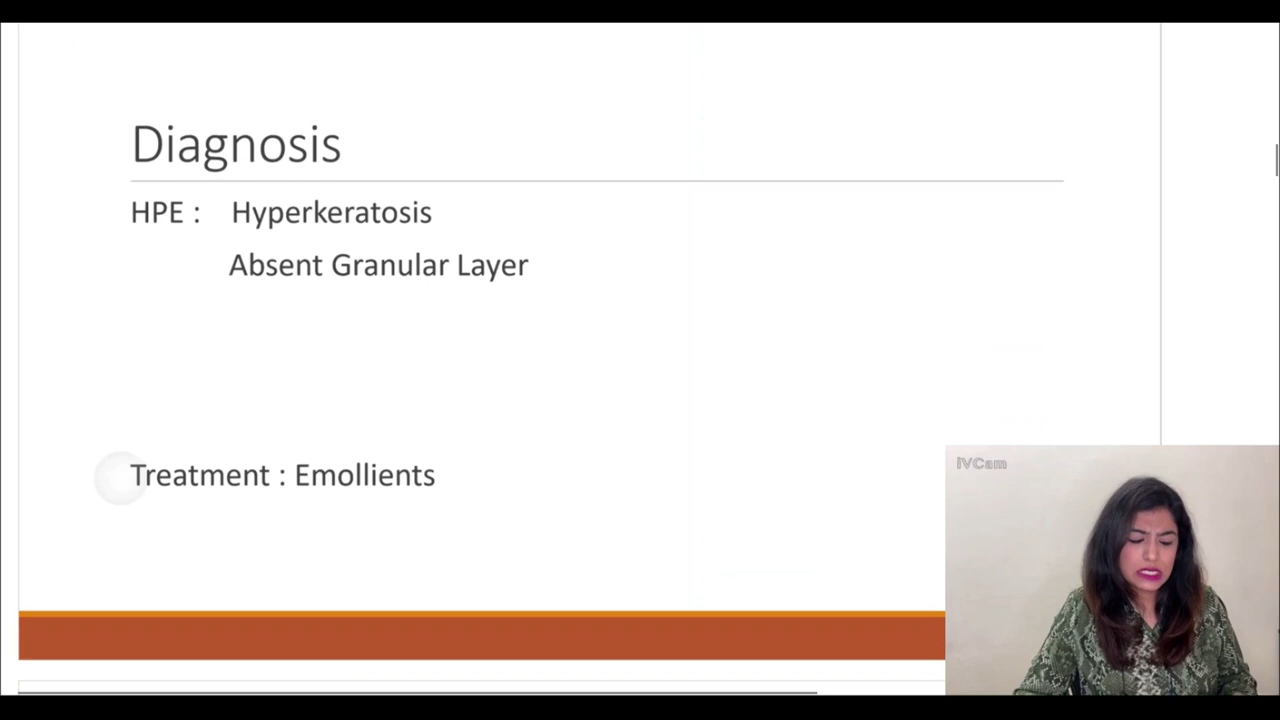 Diagnosis
HPE : Hyperkeratosis
Absent Granular Layer
Treatment : Emollients
iVCam